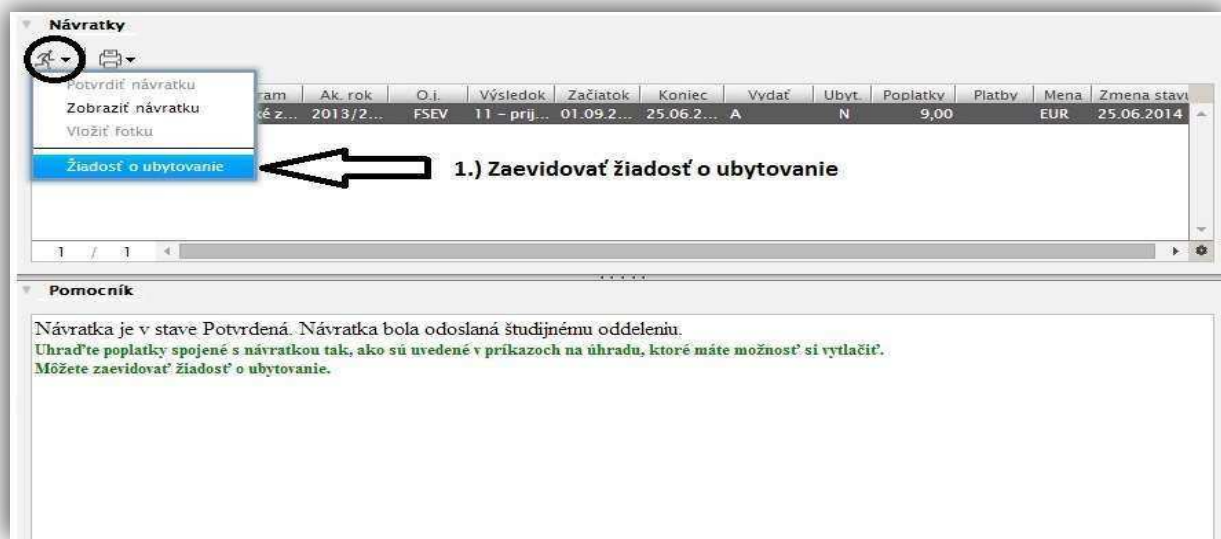 Návratky
Potvrdiť návratku
Zobraziť návratku
Vložiť fotku
Žiadosť o ubytovanie
ram Ak. rok O.j. Výsledok Začiatok Koniec Vydať Ubyt. Poplatky Platby Mena Zmena stavu
ké z... 2013/2... FSEV 11 – prij... 01.09.2... 25.06.2... A N 9,00 EUR 25.06.2014
1.) Zaevidovať žiadosť o ubytovanie
1 / 1
Pomocník
Návratka je v stave Potvrdená. Návratka bola odoslaná študijnému oddeleniu.
Uhraďte poplatky spojené s návratkou tak, ako sú uvedené v príkazoch na úhradu, ktoré máte možnosť si vytlačiť.
Môžete zaevidovať žiadosť o ubytovanie.